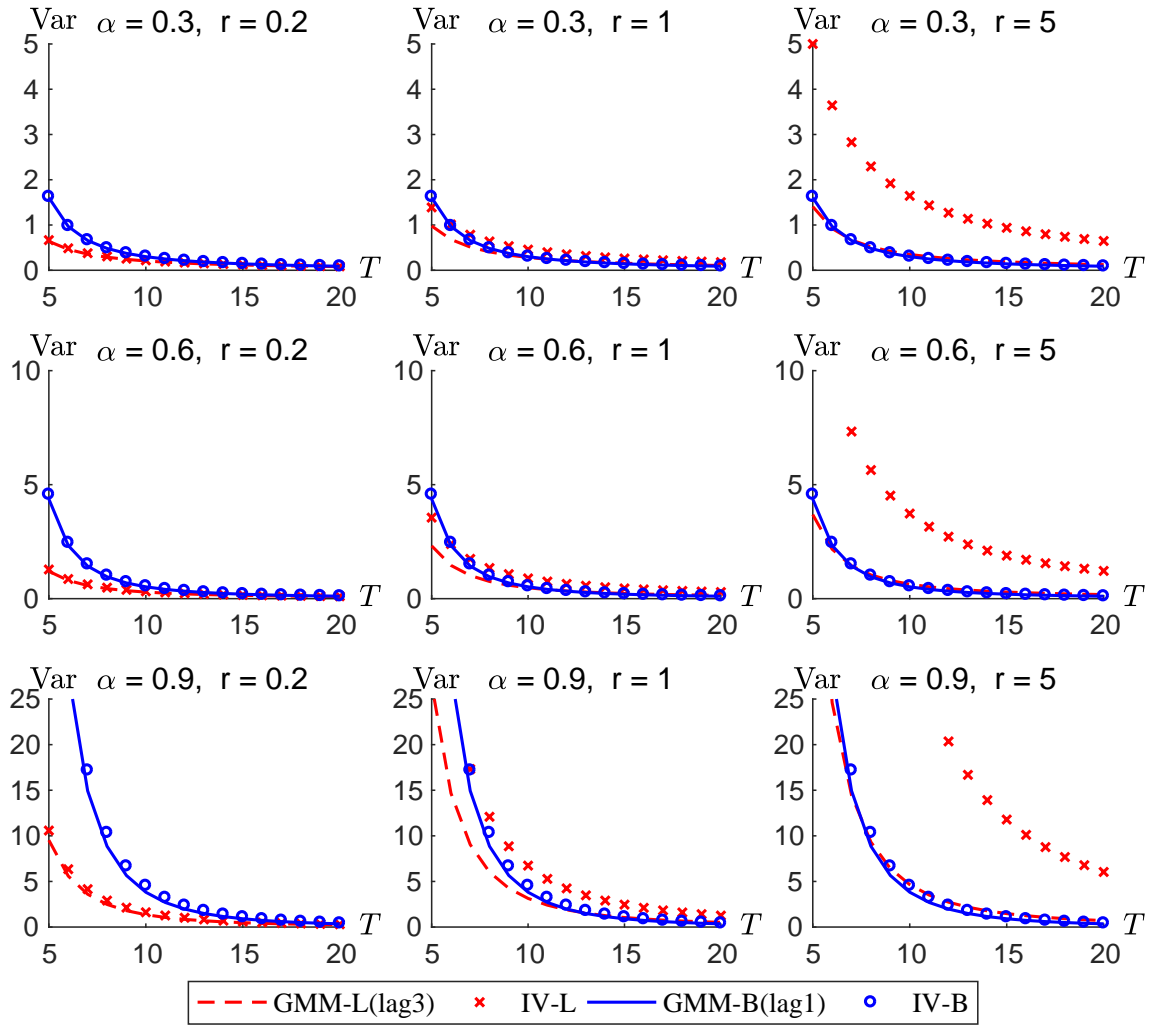 Var α = 0.3, r = 0.2
5
4
3
2
1
0
5 10 15 20
T
Var α = 0.3, r = 1
5
4
3
2
1
0
5 10 15 20
T
Var α = 0.3, r = 5
5
4
3
2
1
0
5 10 15 20
T
Var α = 0.6, r = 0.2
10
5
0
5 10 15 20
T
Var α = 0.6, r = 1
10
5
0
5 10 15 20
T
Var α = 0.6, r = 5
10
5
0
5 10 15 20
T
Var α = 0.9, r = 0.2
25
20
15
10
5
0
5 10 15 20
T
Var α = 0.9, r = 1
25
20
15
10
5
0
5 10 15 20
T
Var α = 0.9, r = 5
25
20
15
10
5
0
5 10 15 20
T
GMM-L(lag3) IV-L GMM-B(lag1) IV-B